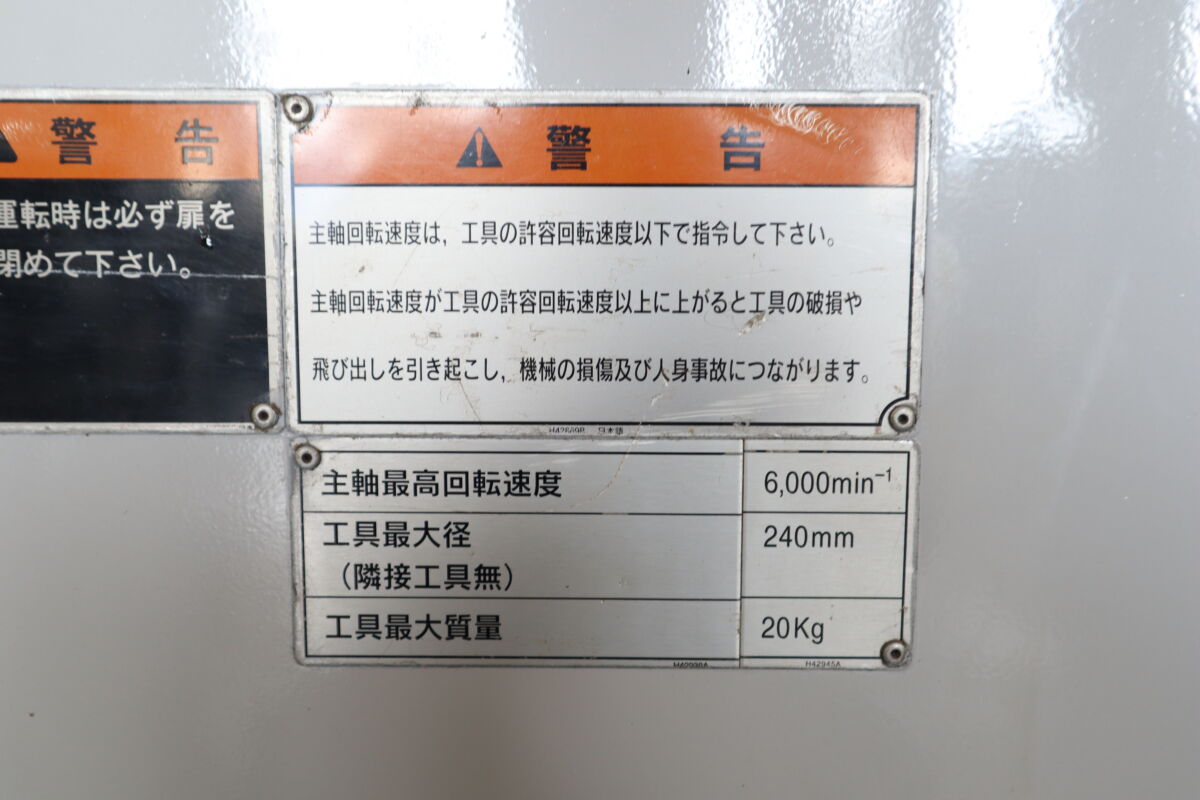 警 告
運転時は必ず扉を
閉めて下さい。
警 告
主軸回転速度は，工具の許容回転速度以下で指令して下さい。
主軸回転速度が工具の許容回転速度以上に上がると工具の破損や
飛び出しを引き起こし，機械の損傷及び人身事故につながります。
日本語
主軸最高回転速度 6,000min⁻¹
工具最大径 240mm
（隣接工具無）
工具最大質量 20Kg
H42945A